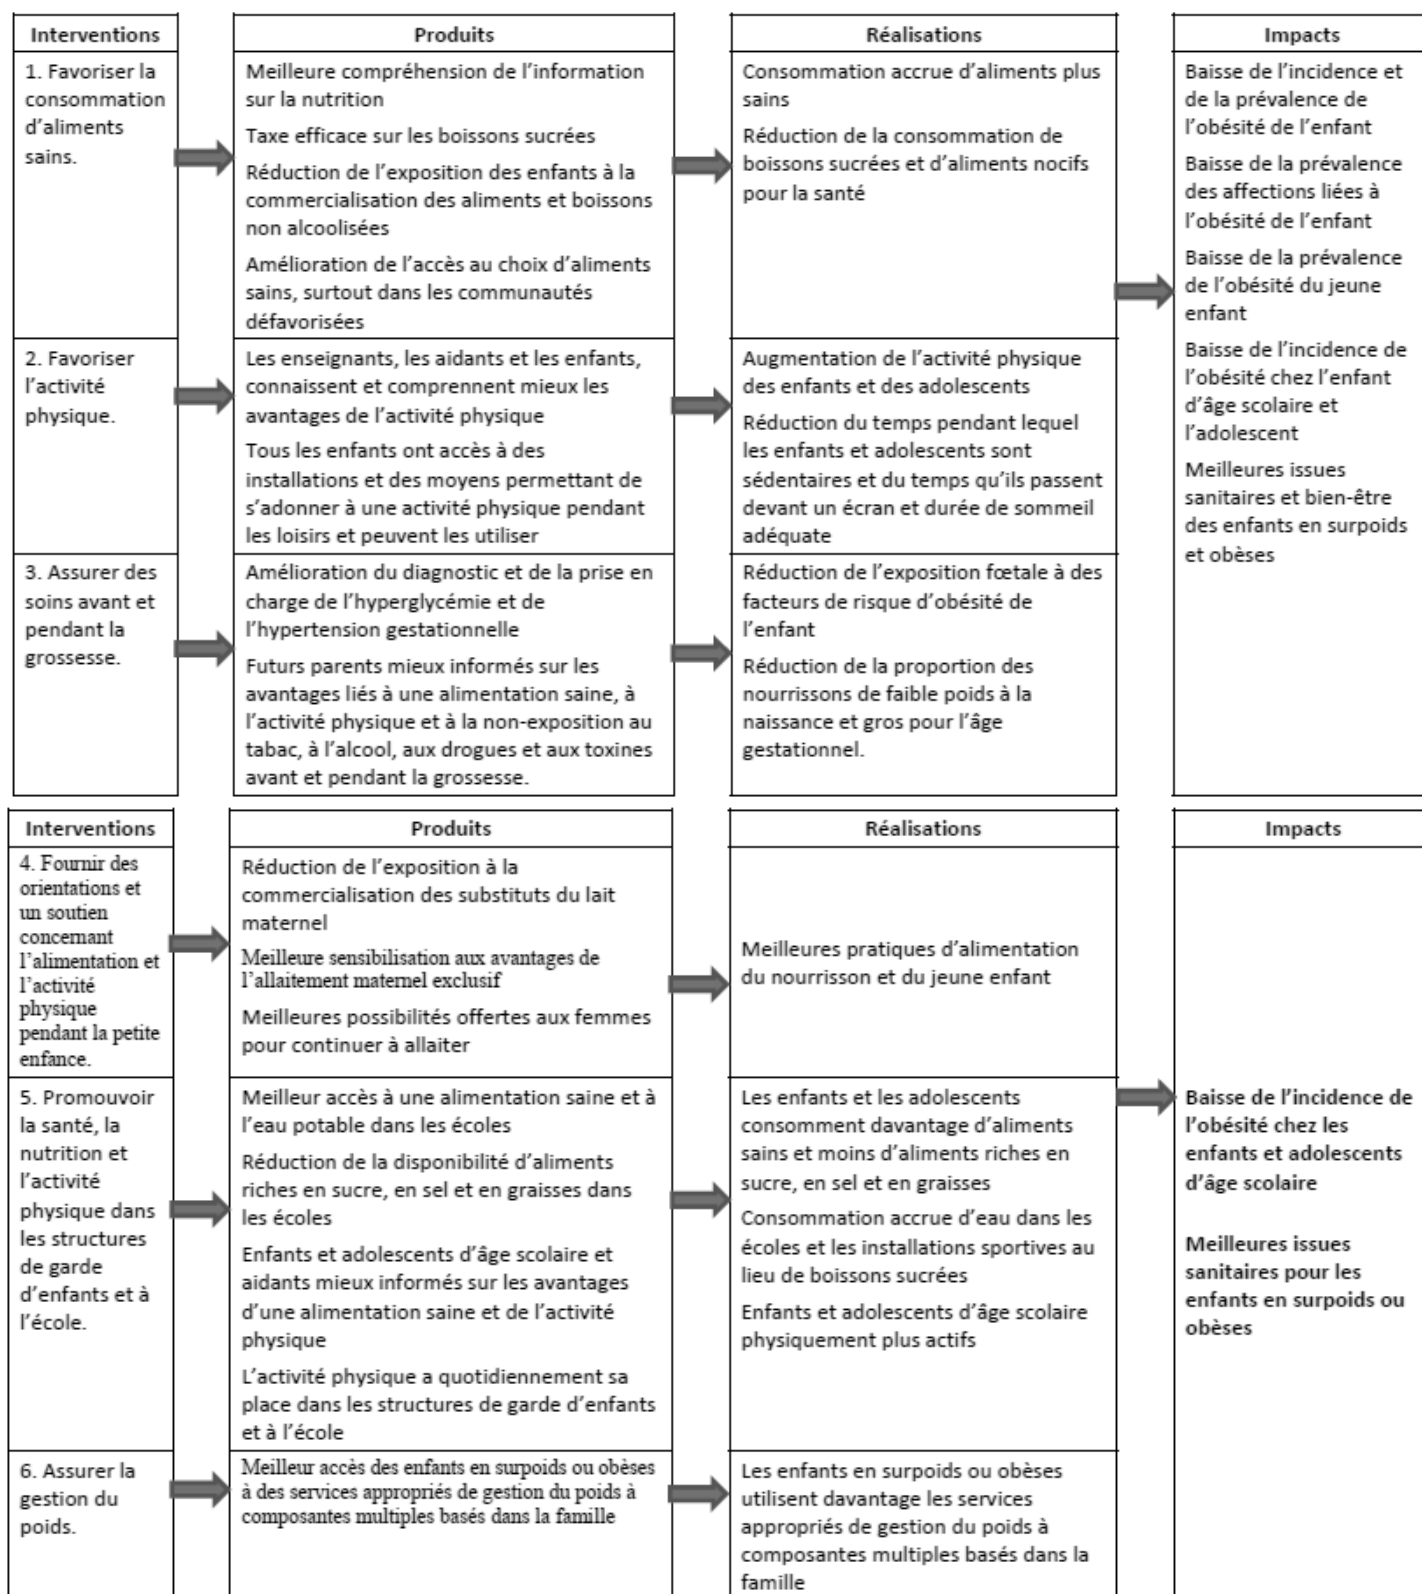 Interventions
Produits
Réalisations
Impacts
1. Favoriser la
consommation
d’aliments
sains.
Meilleure compréhension de l’information
sur la nutrition
Taxe efficace sur les boissons sucrées
Réduction de l’exposition des enfants à la
commercialisation des aliments et boissons
non alcoolisées
Amélioration de l’accès au choix d’aliments
sains, surtout dans les communautés
défavorisées
Consommation accrue d’aliments plus
sains
Réduction de la consommation de
boissons sucrées et d’aliments nocifs
pour la santé
Baisse de l’incidence et
de la prévalence de
l’obésité de l’enfant
Baisse de la prévalence
des affections liées à
l’obésité de l’enfant
Baisse de la prévalence
de l’obésité du jeune
enfant
Baisse de l’incidence de
l’obésité chez l’enfant
d’âge scolaire et
l’adolescent
Meilleures issues
sanitaires et bien-être
des enfants en surpoids
et obèses
2. Favoriser
l’activité
physique.
Les enseignants, les aidants et les enfants,
connaissent et comprennent mieux les
avantages de l’activité physique
Tous les enfants ont accès à des
installations et des moyens permettant de
s’adonner à une activité physique pendant
les loisirs et peuvent les utiliser
Augmentation de l’activité physique
des enfants et des adolescents
Réduction du temps pendant lequel
les enfants et adolescents sont
sédentaires et du temps qu’ils passent
devant un écran et durée de sommeil
adéquate
3. Assurer des
soins avant et
pendant la
grossesse.
Amélioration du diagnostic et de la prise en
charge de l’hyperglycémie et de
l’hypertension gestationnelle
Futurs parents mieux informés sur les
avantages liés à une alimentation saine, à
l’activité physique et à la non-exposition au
tabac, à l’alcool, aux drogues et aux toxines
avant et pendant la grossesse.
Réduction de l’exposition fœtale à des
facteurs de risque d’obésité de
l’enfant
Réduction de la proportion des
nourrissons de faible poids à la
naissance et gros pour l’âge
gestationnel.
Interventions
Produits
Réalisations
Impacts
4. Fournir des
orientations et
un soutien
concernant
l’alimentation et
l’activité
physique
pendant la petite
enfance.
Réduction de l’exposition à la
commercialisation des substituts du lait
maternel
Meilleure sensibilisation aux avantages de
l’allaitement maternel exclusif
Meilleures possibilités offertes aux femmes
pour continuer à allaiter
Meilleures pratiques d’alimentation
du nourrisson et du jeune enfant
5. Promouvoir
la santé, la
nutrition et
l’activité
physique dans
les structures
de garde
d’enfants et à
l’école.
Meilleur accès à une alimentation saine et à
l’eau potable dans les écoles
Réduction de la disponibilité d’aliments
riches en sucre, en sel et en graisses dans
les écoles
Enfants et adolescents d’âge scolaire et
aidants mieux informés sur les avantages
d’une alimentation saine et de l’activité
physique
L’activité physique a quotidiennement sa
place dans les structures de garde d’enfants
et à l’école
Les enfants et les adolescents
consomment davantage d’aliments
sains et moins d’aliments riches en
sucre, en sel et en graisses
Consommation accrue d’eau dans les
écoles et les installations sportives au
lieu de boissons sucrées
Enfants et adolescents d’âge scolaire
physiquement plus actifs
Baisse de l’incidence de
l’obésité chez les
enfants et adolescents
d’âge scolaire
Meilleures issues
sanitaires pour les
enfants en surpoids ou
obèses
6. Assurer la
gestion du
poids.
Meilleur accès des enfants en surpoids ou obèses
à des services appropriés de gestion du poids à
composantes multiples basés dans la famille
Les enfants en surpoids ou obèses
utilisent davantage les services
appropriés de gestion du poids à
composantes multiples basés dans la
famille